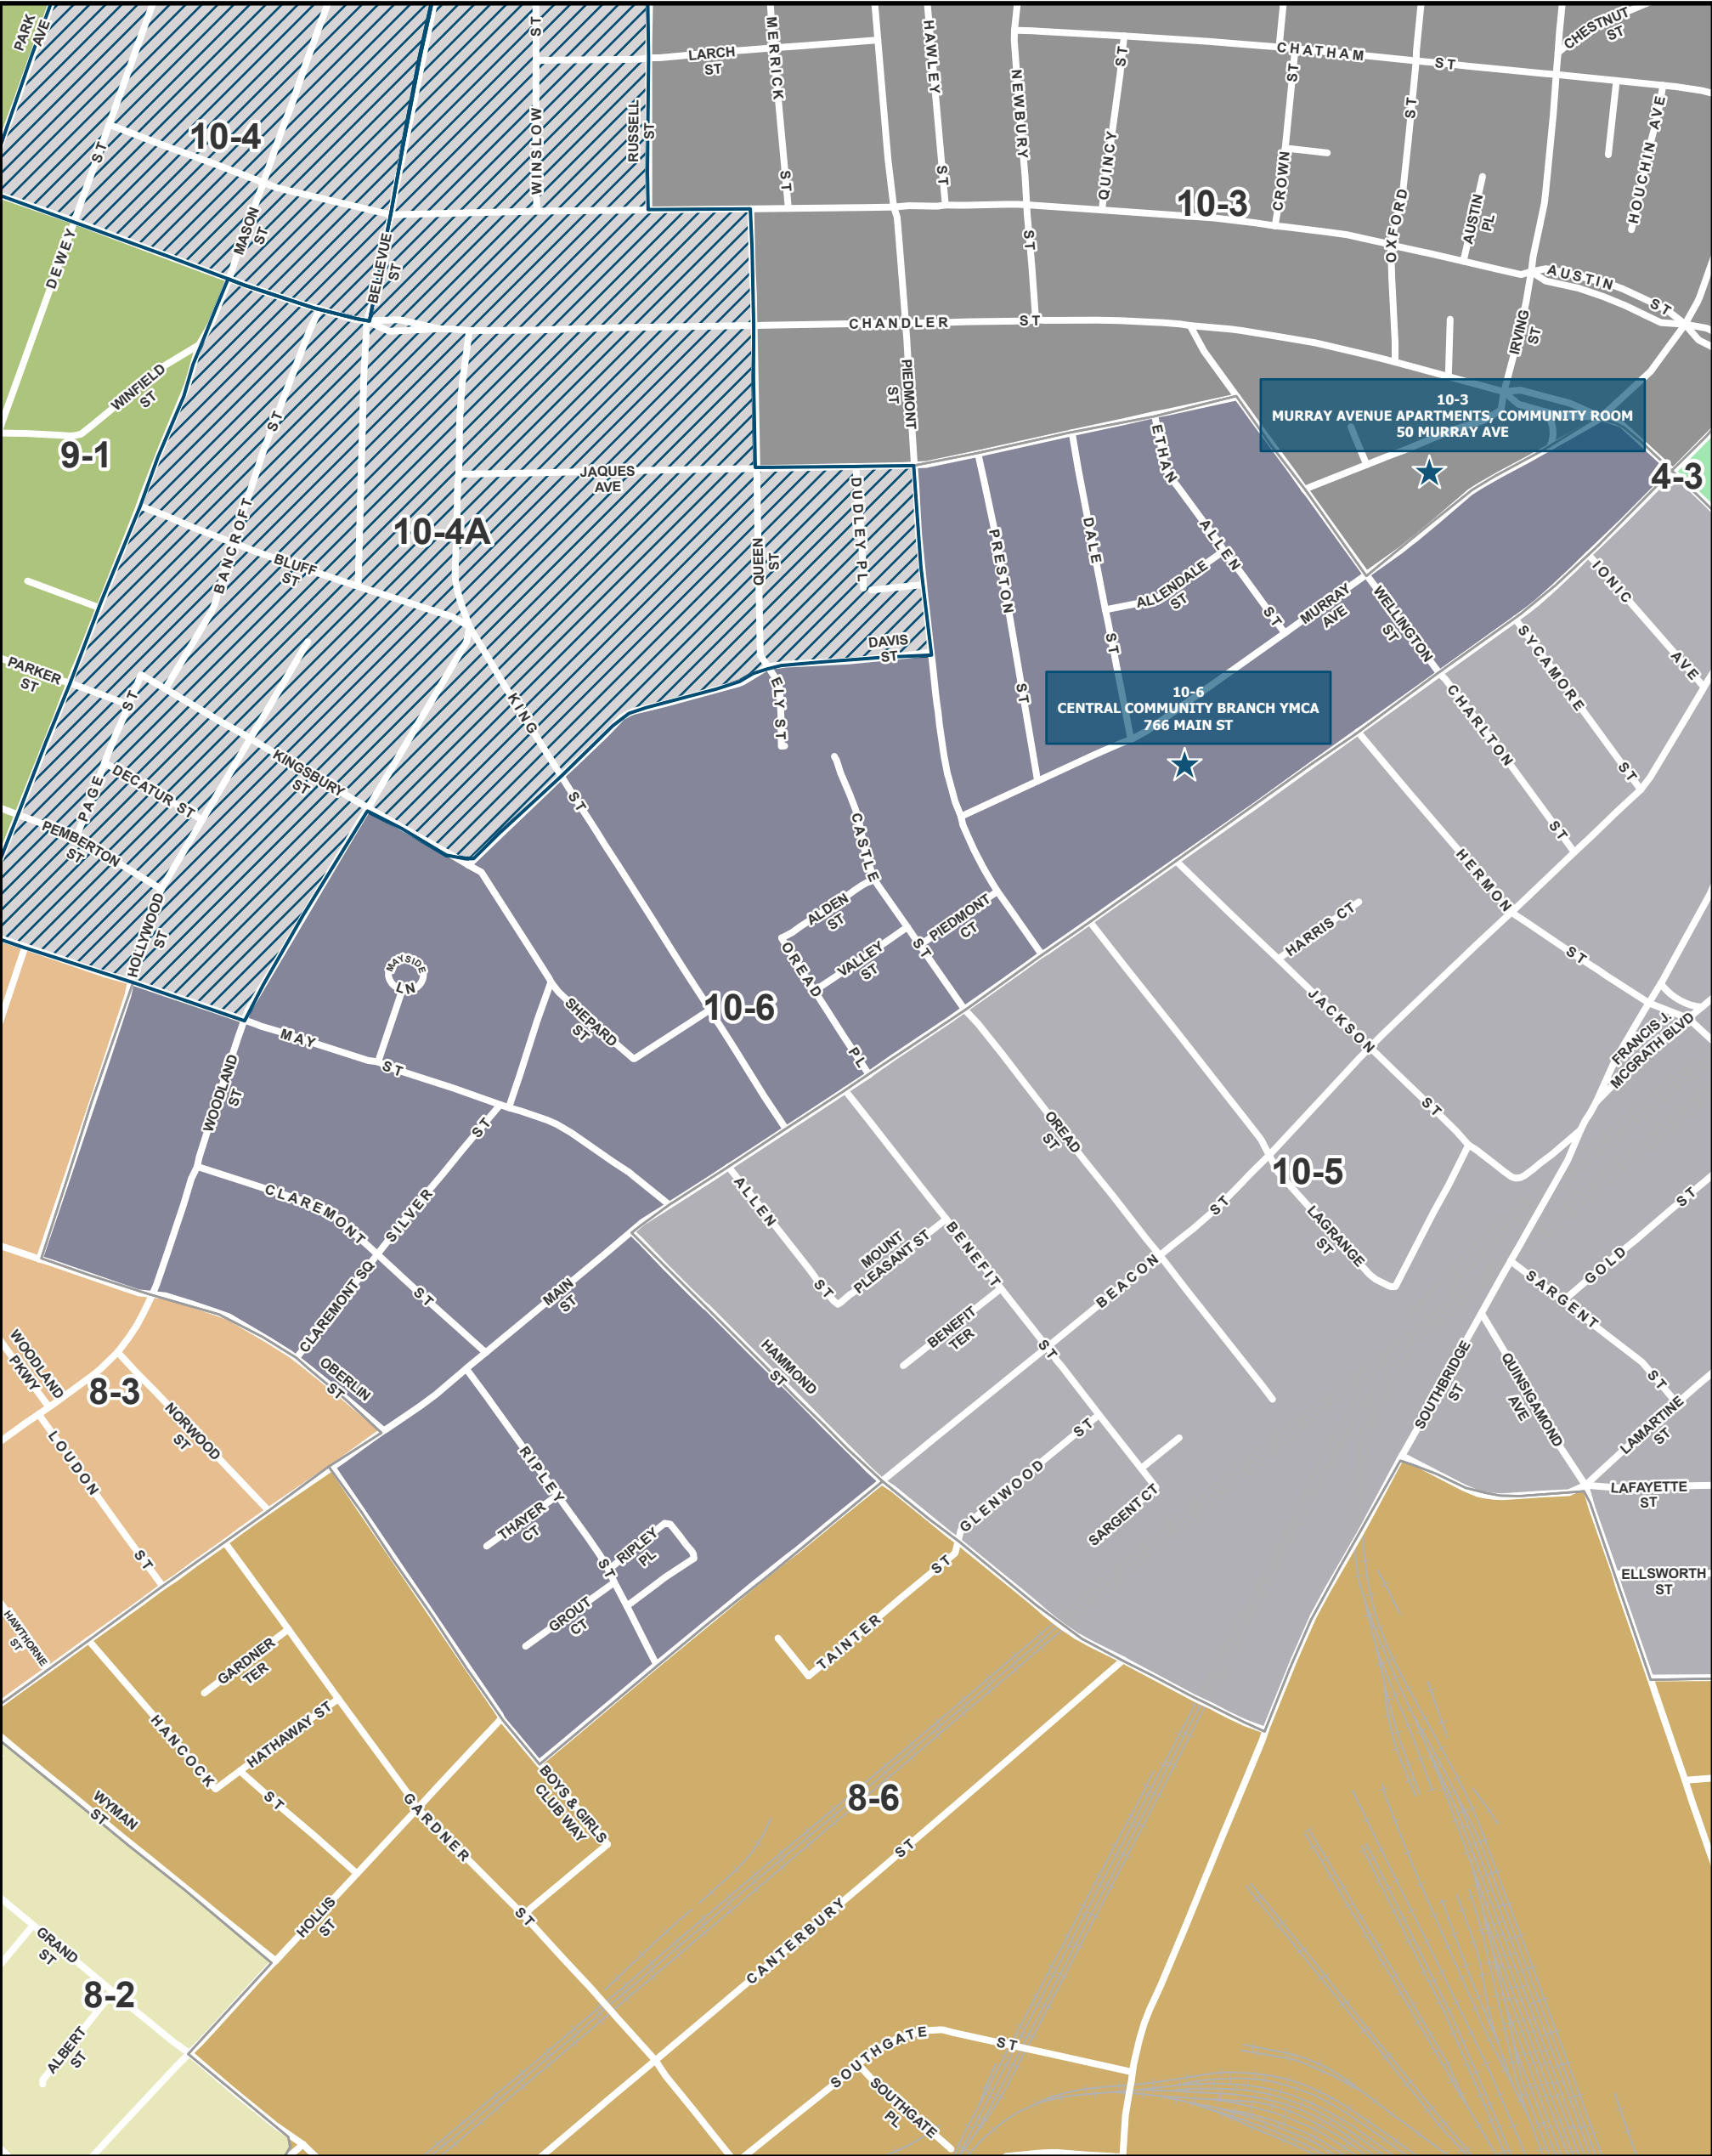 PARK
AVE
ST
LARCH
ST
MERRICK
ST
HAWLEY
ST
NEWBURY
ST
QUINCY
ST
CHATHAM
ST
CROWN
ST
OXFORD
ST
CHESTNUT
ST
HOUCHIN AVE
AUSTIN
PL
10-4
10-3
DEWEY
ST
MASON
ST
BELLEVUE
ST
WINSLOW
RUSSELL
ST
AUSTIN
ST
CHANDLER
ST
IRVING
ST
PIEDMONT
ST
WINFIELD
ST
9-1
10-3
MURRAY AVENUE APARTMENTS, COMMUNITY ROOM
50 MURRAY AVE
4-3
JAQUES
AVE
10-4A
BANCROFT
ST
BLUFF
ST
QUEEN
ST
DUDLEY PL
DAVIS
ST
PRESTON
ST
DALE
ST
ETHAN
ALLEN
ST
ALLENDALE
ST
MURRAY
AVE
WELLINGTON
ST
IONIC
AVE
SYCAMORE
ST
CHARLTON
ST
PARKER
ST
PAGE
ST
KING
ST
ELY ST
10-6
CENTRAL COMMUNITY BRANCH YMCA
766 MAIN ST
KINGSBURY
ST
DECATUR ST
PEMBERTON
ST
HOLLYWOOD
ST
CASTLE
ST
ALDEN
ST
OREAD
PL
VALLEY
ST
PIEDMONT
CT
HERMON
ST
HARRIS CT
JACKSON
ST
FRANCIS J.
MCGRATH BLVD
MAYSIDE
LN
MAY
ST
SHEPARD
ST
10-6
WOODLAND
ST
OREAD
ST
10-5
LAGRANGE
ST
CLAREMONT
ST
SILVER
ST
CLAREMONT SQ
MAIN
ST
ALLEN
ST
MOUNT
PLEASANT ST
BENEFIT
ST
BENEFIT
TER
BEACON
ST
GOLD
ST
SARGENT
ST
HAMMOND
ST
SOUTHBRIDGE
ST
QUINSIGAMOND
AVE
LAMARTINE
ST
WOODLAND
PKWY
8-3
OBERLIN
ST
NORWOOD
ST
LOUDON
ST
RIPLEY
ST
THAYER
CT
RIPLEY
PL
GROUT
CT
GLENWOOD
ST
SARGENT CT
LAFAYETTE
ST
ELLSWORTH
ST
HAWTHORNE
ST
GARDNER
TER
HANCOCK
ST
HATHAWAY ST
TAINTER
ST
WYMAN
ST
GARDNER
ST
BOYS & GIRLS
CLUB WAY
8-6
CANTERBURY
ST
HOLLIS
ST
GRAND
ST
8-2
ALBERT
ST
SOUTHGATE
ST
SOUTHGATE
PL